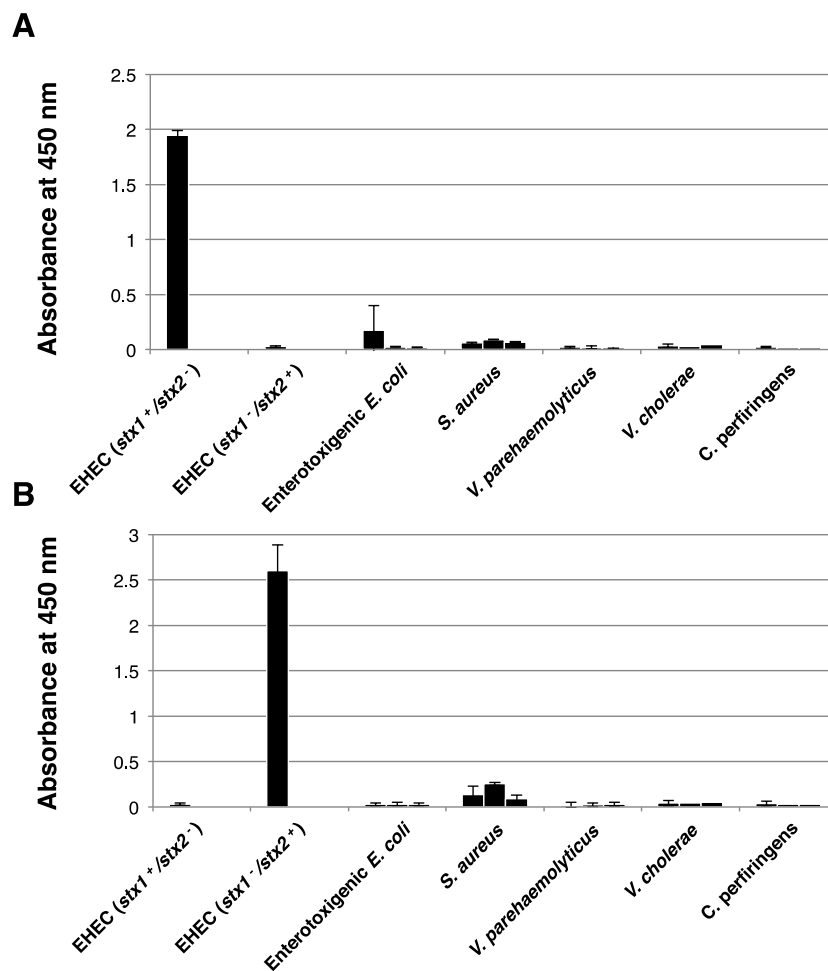 A
Absorbance at 450 nm
2.5
2
1.5
1
0.5
0
EHEC (stx1⁺/stx2⁻)
EHEC (stx1⁻/stx2⁺)
Enterotoxigenic E. coli
S. aureus
V. parehaemolyticus
V. cholerae
C. perfiringens
B
Absorbance at 450 nm
3
2.5
2
1.5
1
0.5
0
EHEC (stx1⁺/stx2⁻)
EHEC (stx1⁻/stx2⁺)
Enterotoxigenic E. coli
S. aureus
V. parehaemolyticus
V. cholerae
C. perfiringens